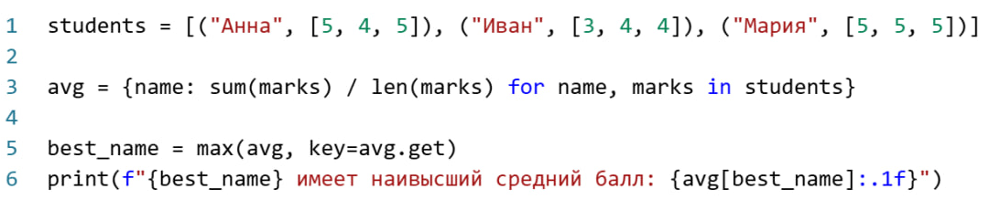 1 students = [("Анна", [5, 4, 5]), ("Иван", [3, 4, 4]), ("Мария", [5, 5, 5])]
2
3 avg = {name: sum(marks) / len(marks) for name, marks in students}
4
5 best_name = max(avg, key=avg.get)
6 print(f"{best_name} имеет наивысший средний балл: {avg[best_name]:.1f}")